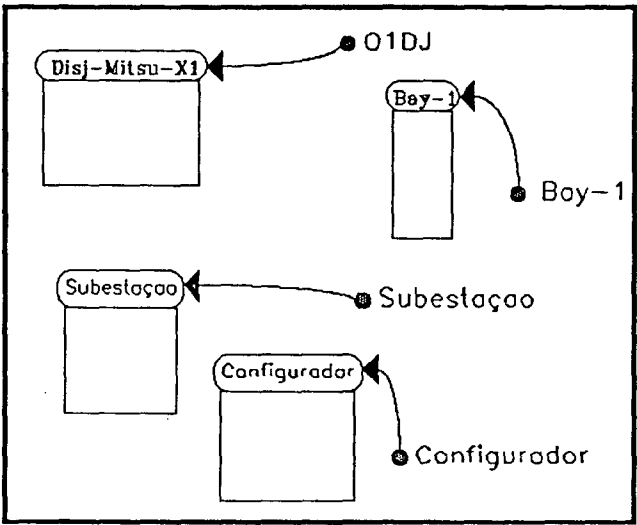 O1DJ
Disj-Mitsu-X1
Bay-1
Bay-1
Subestaçao
Subestaçao
Configurador
Configurador